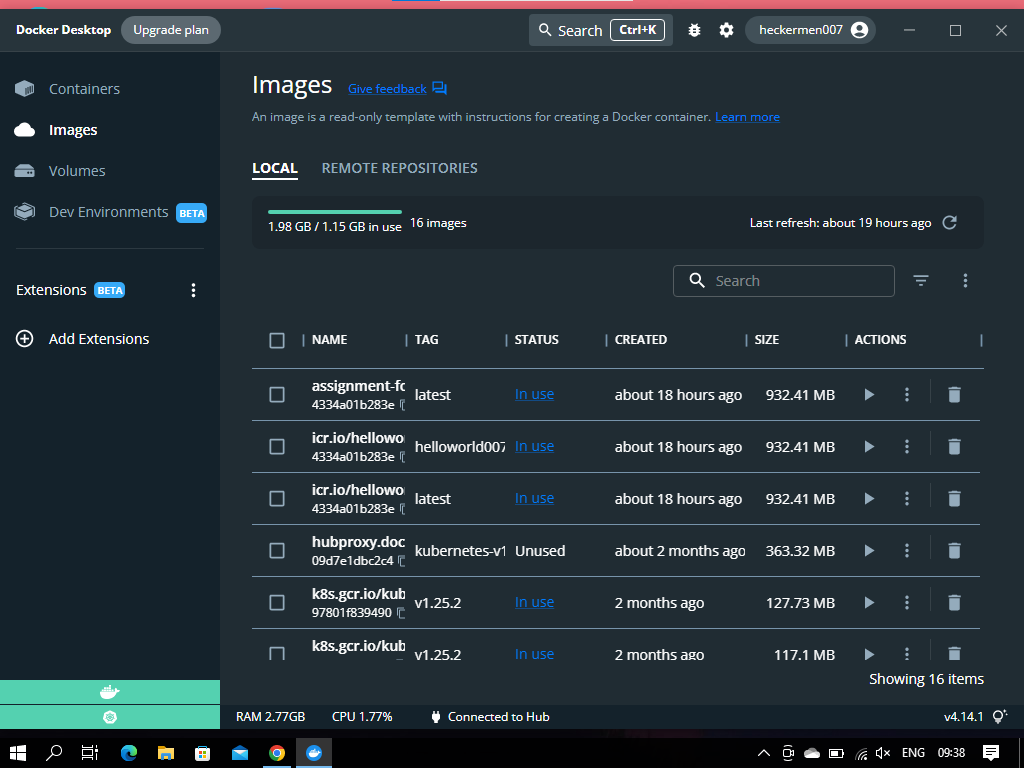 Docker Desktop Upgrade plan Search Ctrl+K heckermen007
Containers
Images
Volumes
Dev Environments BETA
Extensions BETA
Add Extensions
Images Give feedback
An image is a read-only template with instructions for creating a Docker container. Learn more
LOCAL REMOTE REPOSITORIES
1.98 GB / 1.15 GB in use 16 images Last refresh: about 19 hours ago
Search
NAME TAG STATUS CREATED SIZE ACTIONS
assignment-fc
4334a01b283e latest In use about 18 hours ago 932.41 MB
icr.io/hellowo
4334a01b283e helloworld007 In use about 18 hours ago 932.41 MB
icr.io/hellowo
4334a01b283e latest In use about 18 hours ago 932.41 MB
hubproxy.doc
09d7e1dbc2c4 kubernetes-v1 Unused about 2 months ago 363.32 MB
k8s.gcr.io/kub
97801f839490 v1.25.2 In use 2 months ago 127.73 MB
k8s.gcr.io/kub
v1.25.2 In use 2 months ago 117.1 MB
Showing 16 items
RAM 2.77GB CPU 1.77% Connected to Hub v4.14.1
ENG 09:38